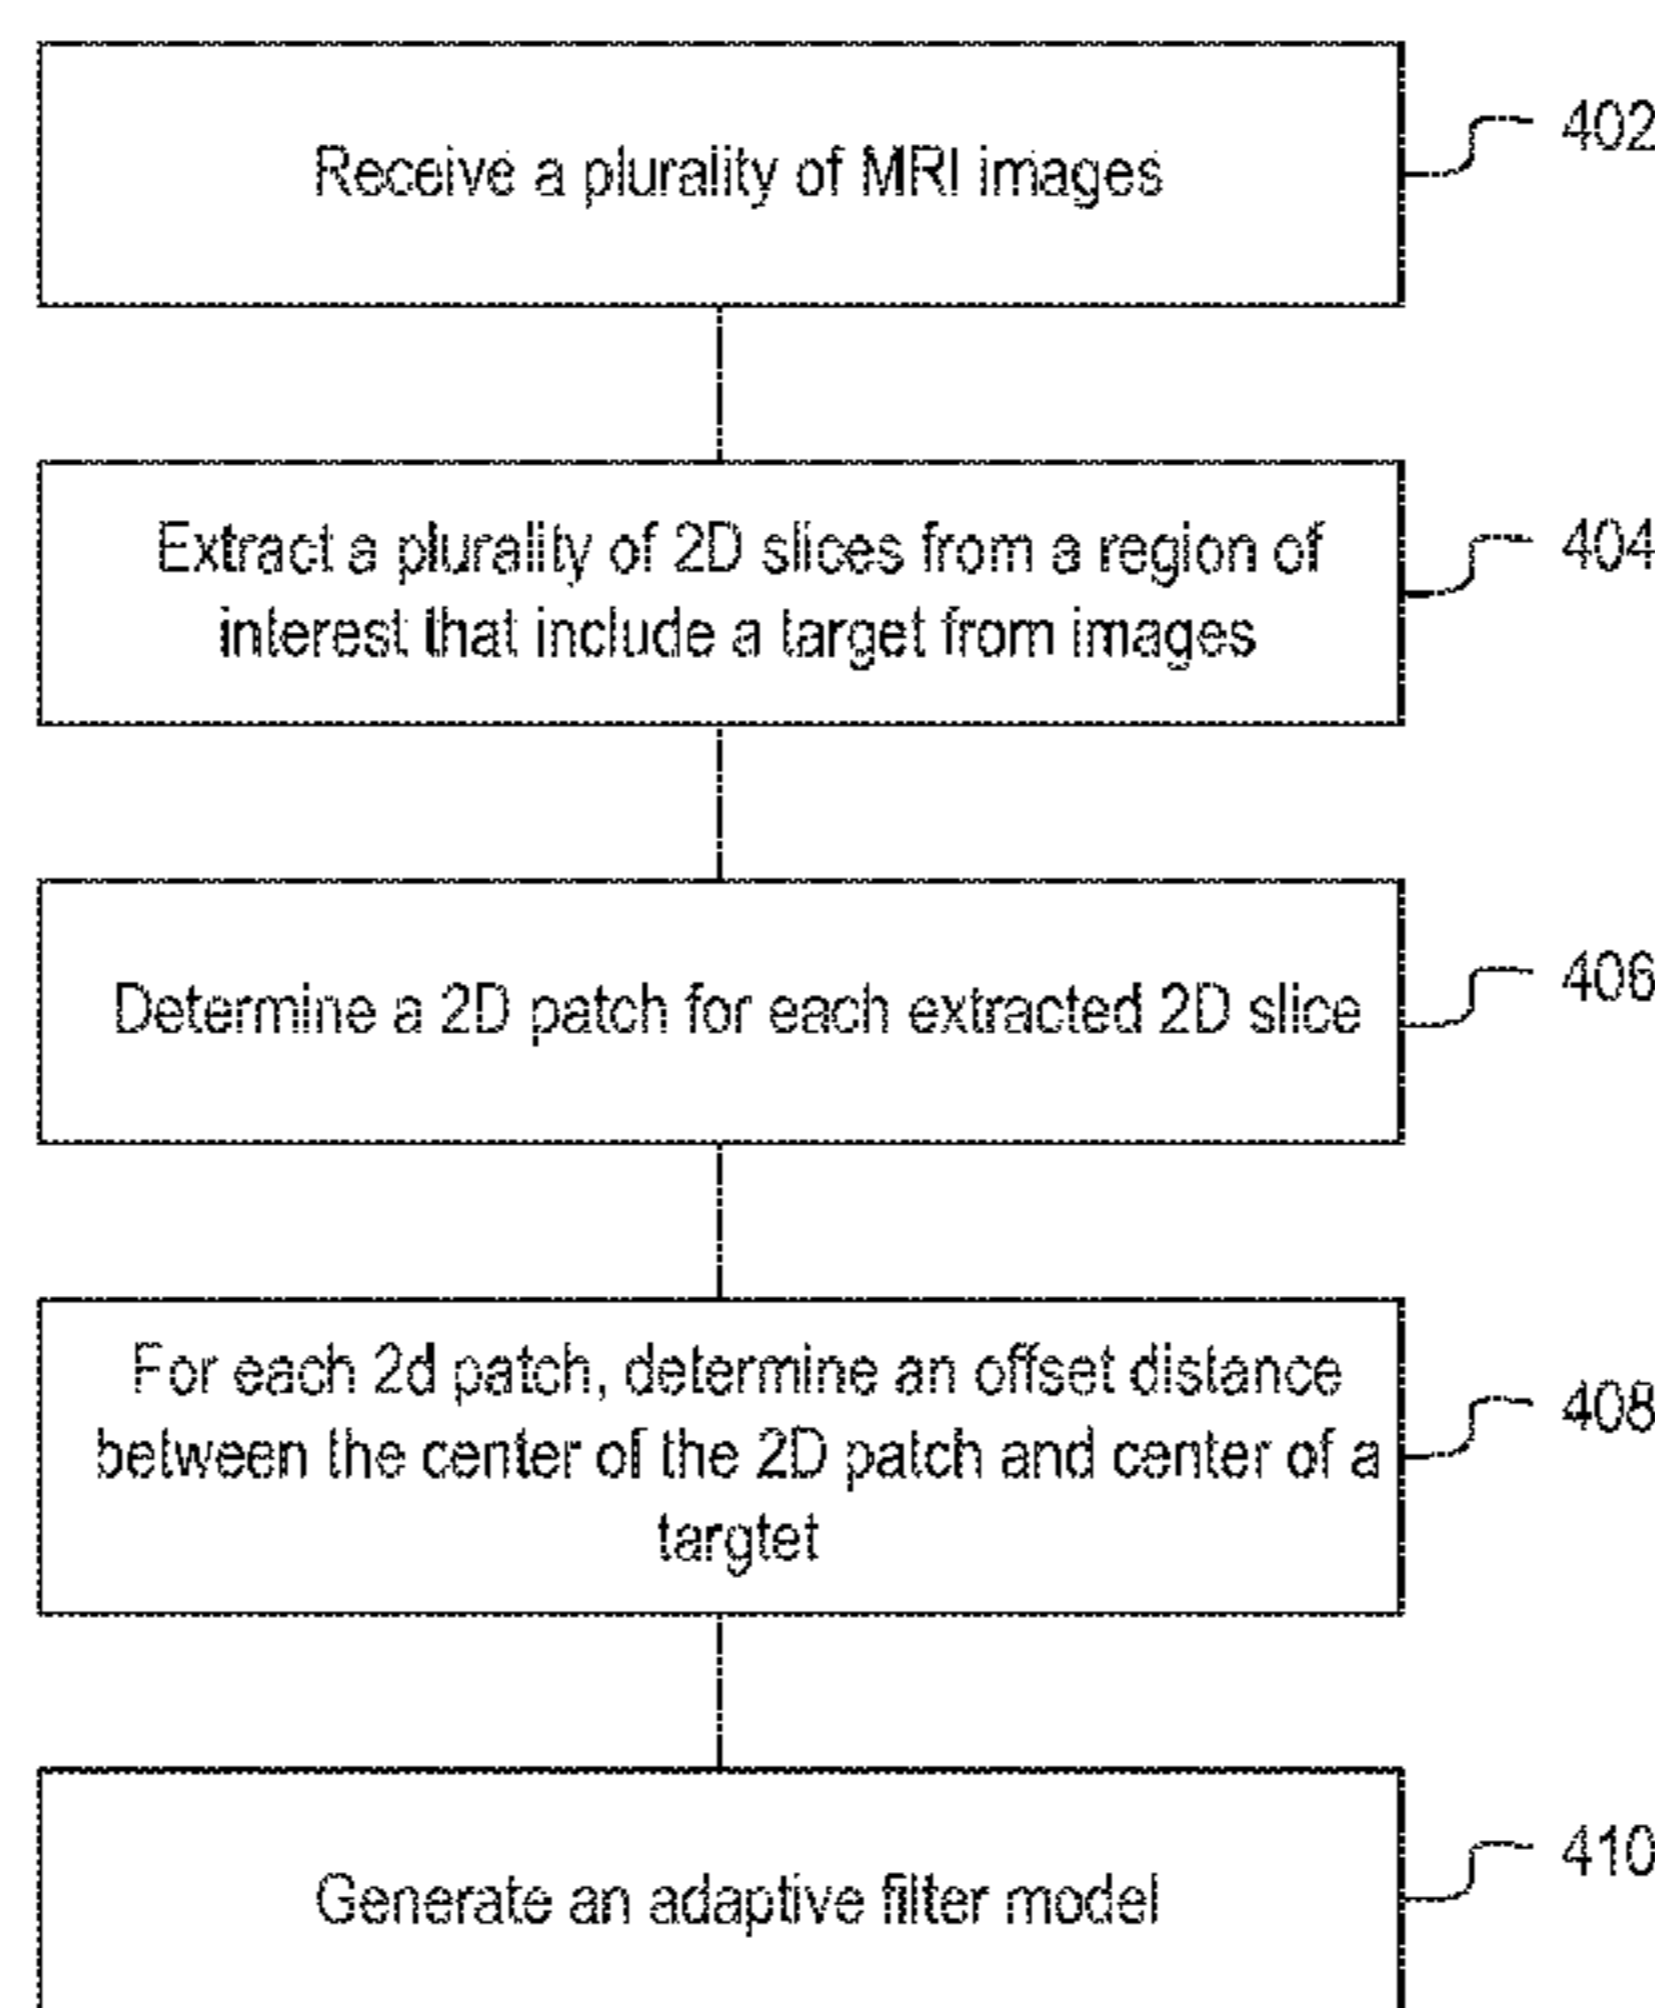 Receive a plurality of MRI images
402
Extract a plurality of 2D slices from a region of
interest that include a target from images
404
Determine a 2D patch for each extracted 2D slice
406
For each 2d patch, determine an offset distance
between the center of the 2D patch and center of a
targtet
408
Generate an adaptive filter model
410